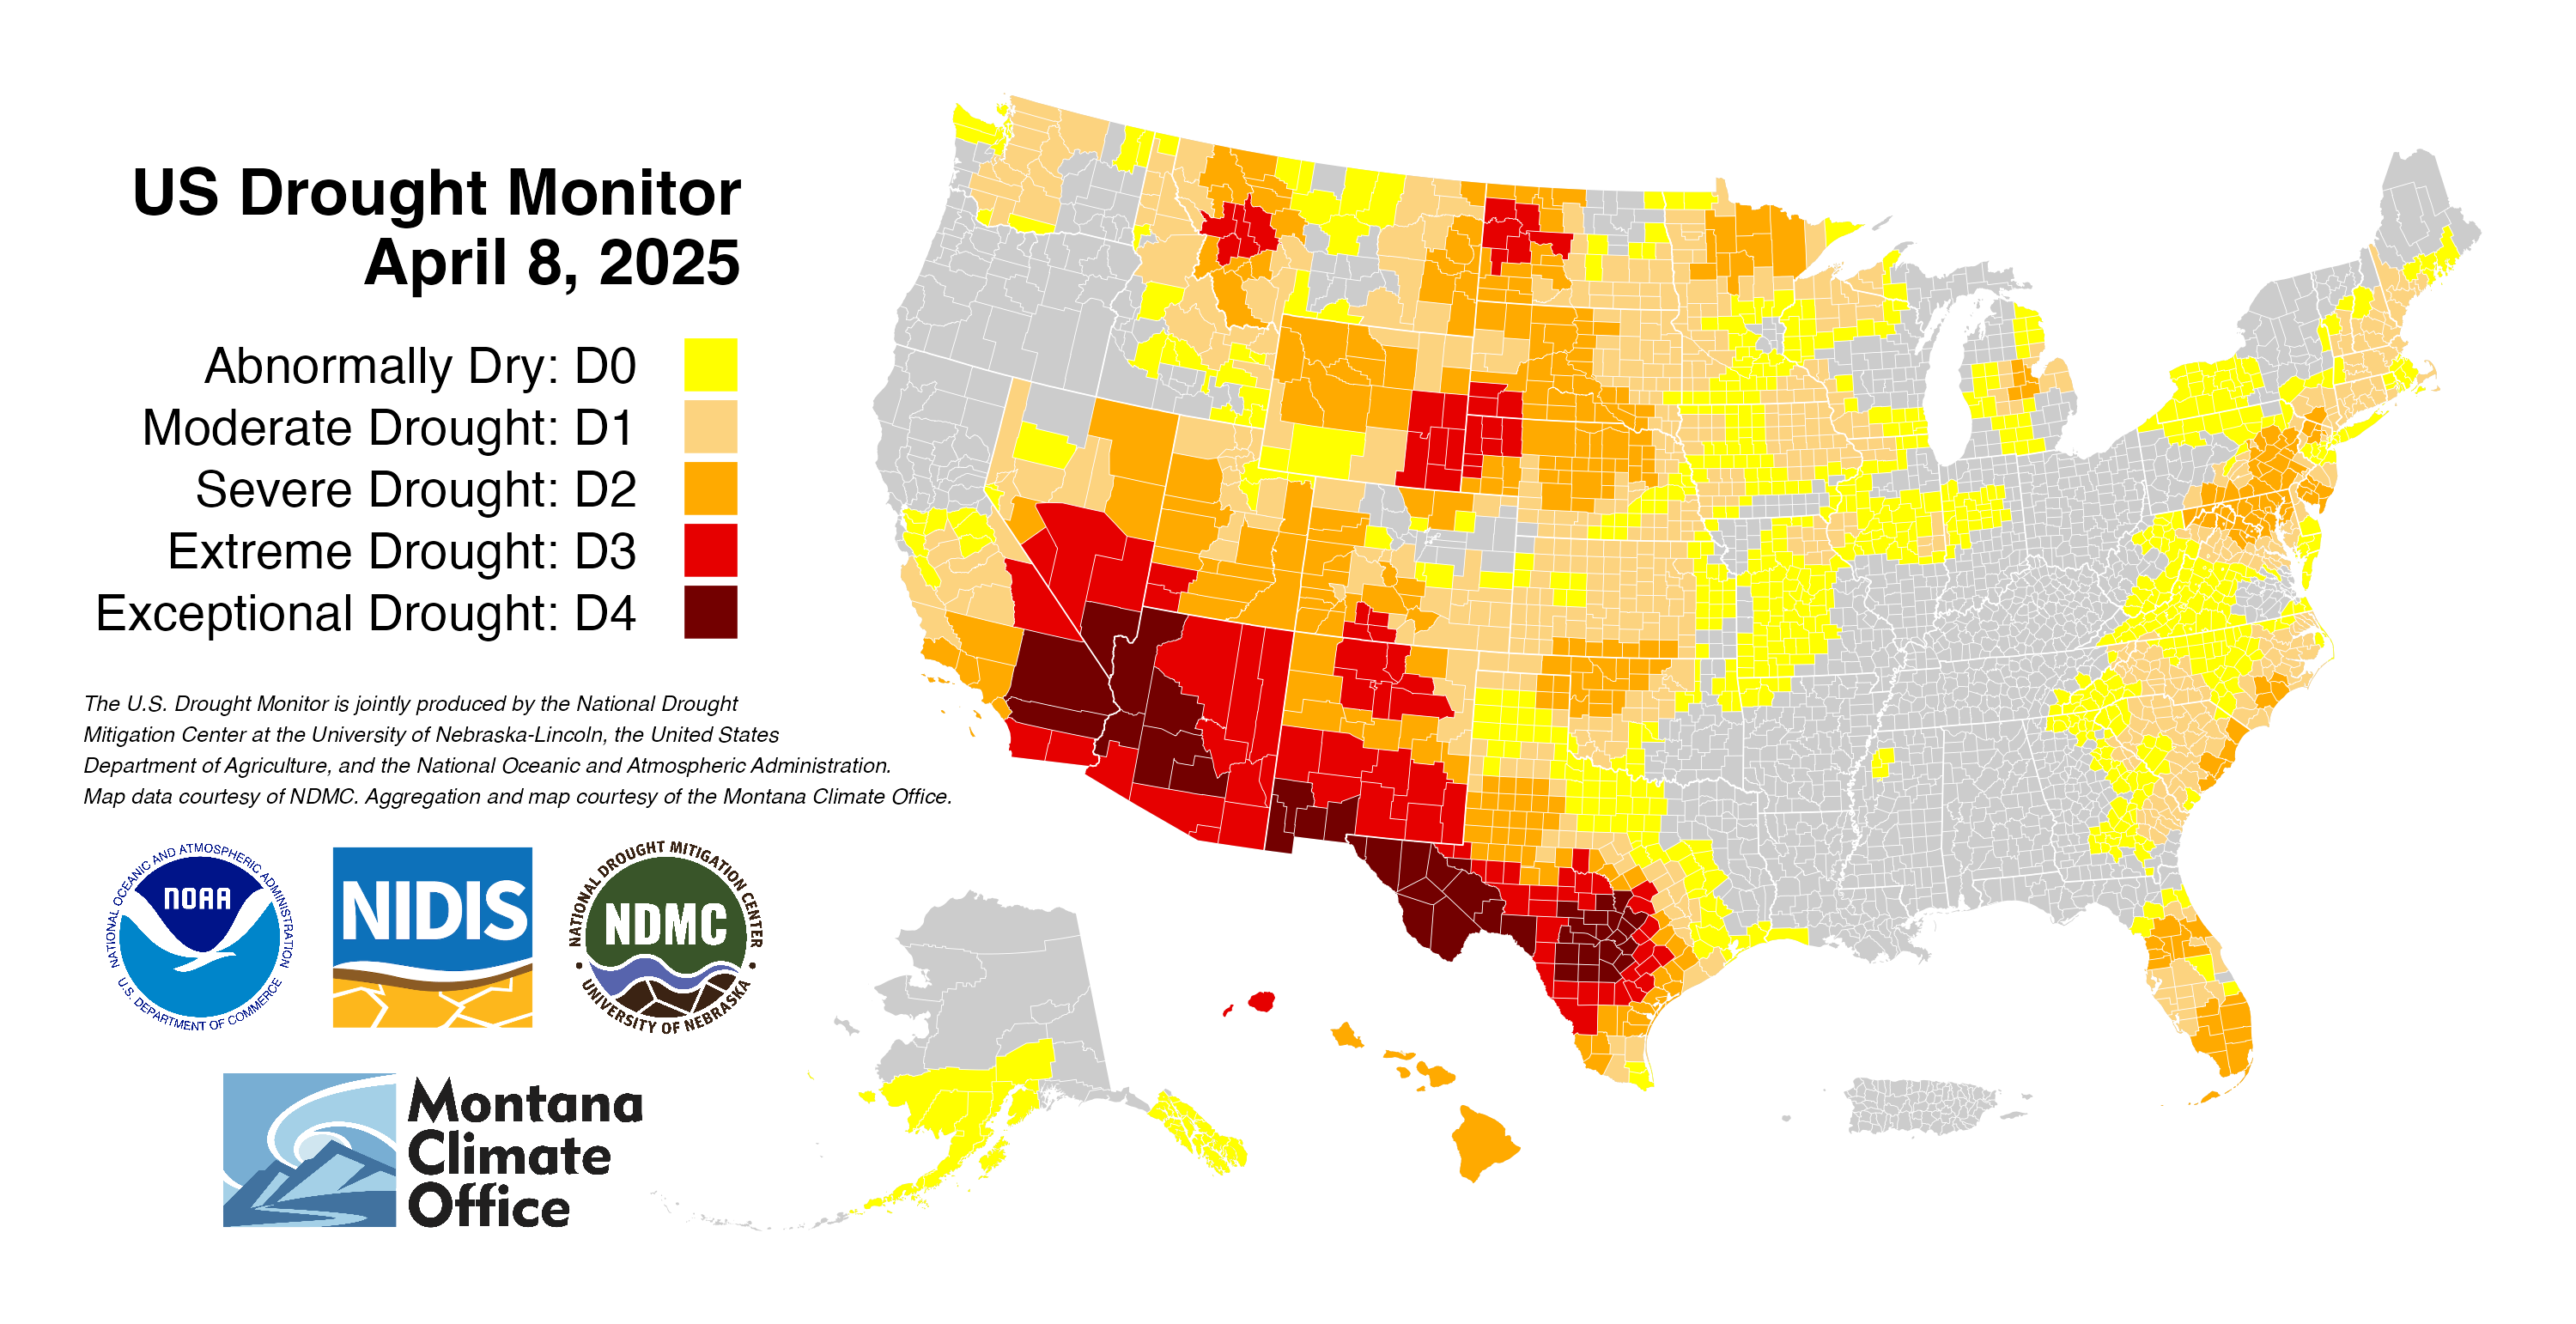 US Drought Monitor
April 8, 2025
Abnormally Dry: D0
Moderate Drought: D1
Severe Drought: D2
Extreme Drought: D3
Exceptional Drought: D4
The U.S. Drought Monitor is jointly produced by the National Drought
Mitigation Center at the University of Nebraska-Lincoln, the United States
Department of Agriculture, and the National Oceanic and Atmospheric Administration.
Map data courtesy of NDMC. Aggregation and map courtesy of the Montana Climate Office.
NATIONAL OCEANIC AND ATMOSPHERIC ADMINISTRATION
NOAA
U.S. DEPARTMENT OF COMMERCE
NIDIS
NATIONAL DROUGHT MITIGATION CENTER
NDMC
UNIVERSITY OF NEBRASKA
Montana
Climate
Office